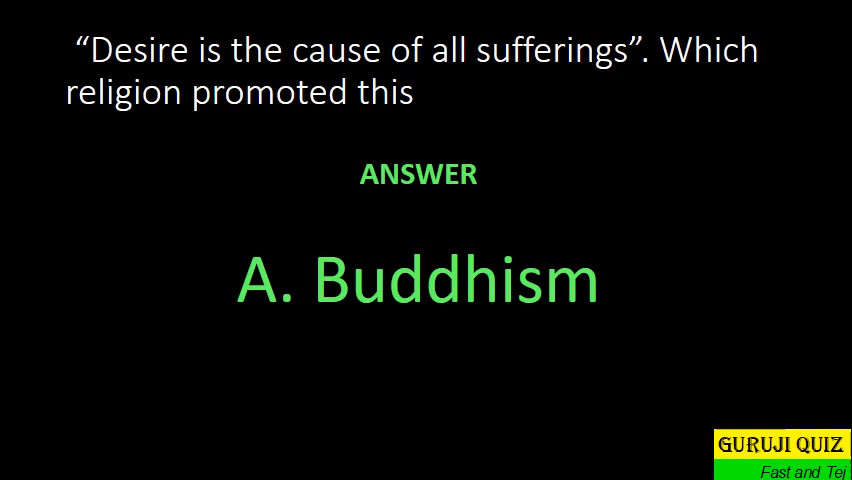 “Desire is the cause of all sufferings”. Which
religion promoted this
ANSWER
A. Buddhism
GURUJI QUIZ
Fast and Tej